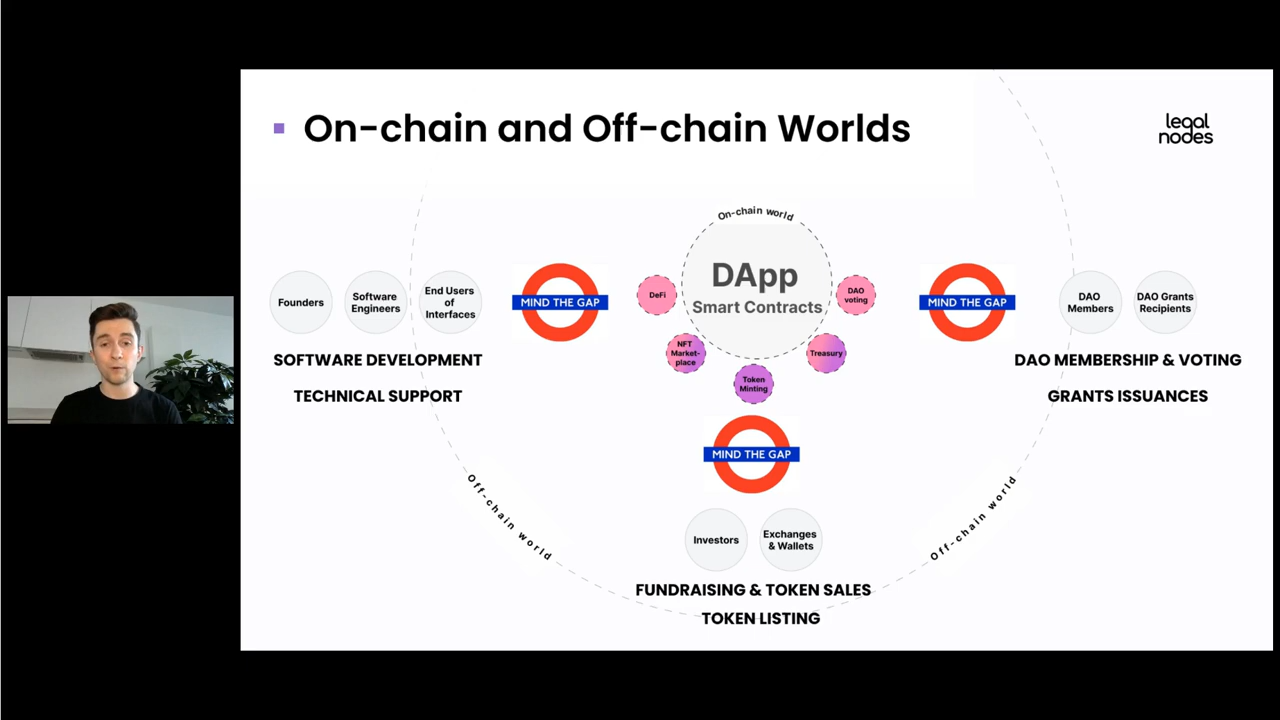 On-chain and Off-chain Worlds
legal
nodes
On-chain world
DApp
Smart Contracts
DeFi
DAO
voting
NFT
Market-
place
Treasury
Token
Minting
Founders
Software
Engineers
End Users
of
Interfaces
MIND THE GAP
SOFTWARE DEVELOPMENT
TECHNICAL SUPPORT
MIND THE GAP
DAO
Members
DAO Grants
Recipients
DAO MEMBERSHIP & VOTING
GRANTS ISSUANCES
MIND THE GAP
Off-chain world
Off-chain world
Investors
Exchanges
& Wallets
FUNDRAISING & TOKEN SALES
TOKEN LISTING